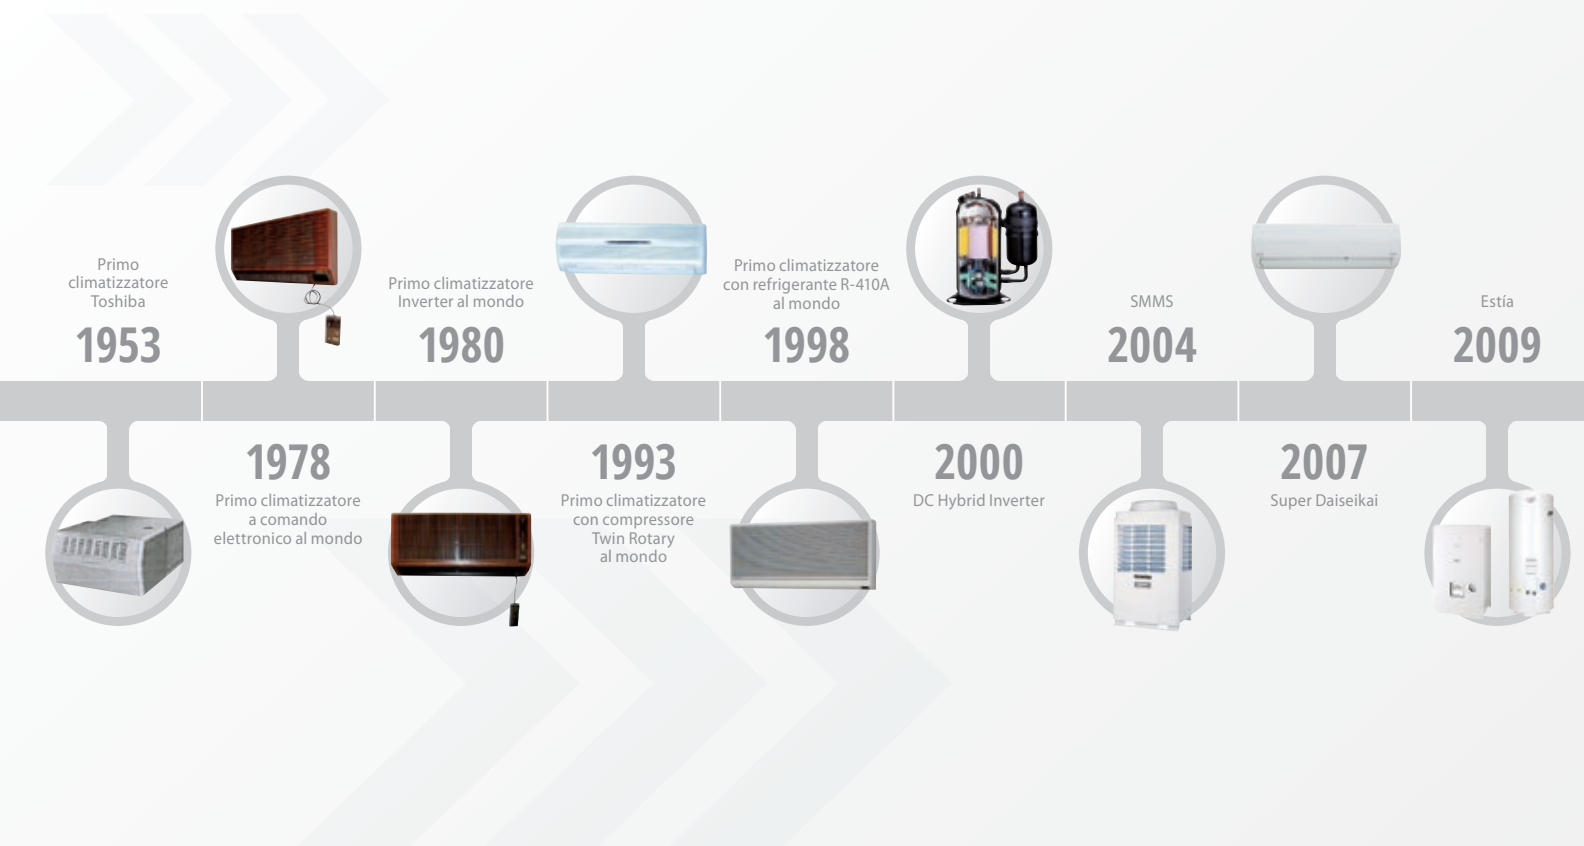 Primo
climatizzatore
Toshiba
1953
1978
Primo climatizzatore
a comando
elettronico al mondo
Primo climatizzatore
Inverter al mondo
1980
1993
Primo climatizzatore
con compressore
Twin Rotary
al mondo
Primo climatizzatore
con refrigerante R-410A
al mondo
1998
2000
DC Hybrid Inverter
SMMS
2004
2007
Super Daiseikai
Estía
2009